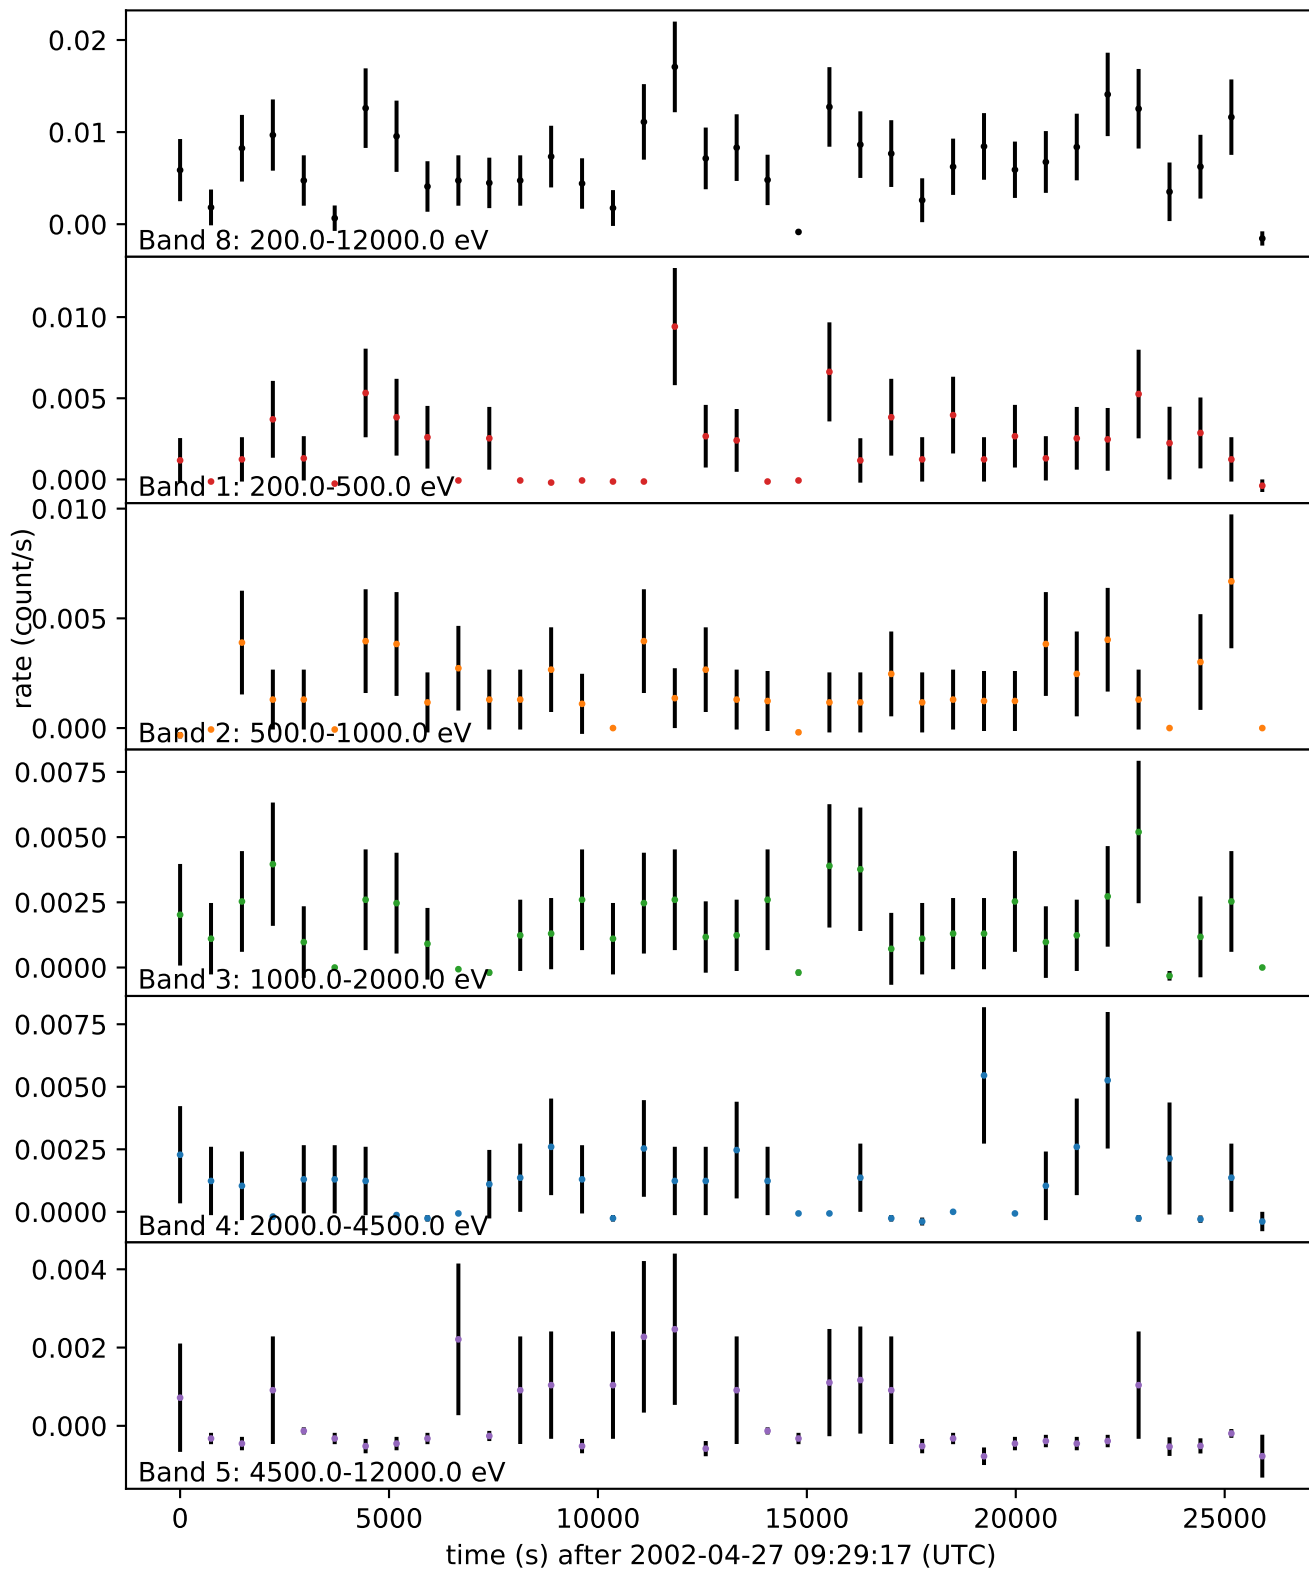 0.02
0.01
0.00
Band 8: 200.0-12000.0 eV
0.010
0.005
0.000
Band 1: 200.0-500.0 eV
0.010
0.005
0.000
Band 2: 500.0-1000.0 eV
rate (count/s)
0.0075
0.0050
0.0025
0.0000
Band 3: 1000.0-2000.0 eV
0.0075
0.0050
0.0025
0.0000
Band 4: 2000.0-4500.0 eV
0.004
0.002
0.000
Band 5: 4500.0-12000.0 eV
0 5000 10000 15000 20000 25000
time (s) after 2002-04-27 09:29:17 (UTC)